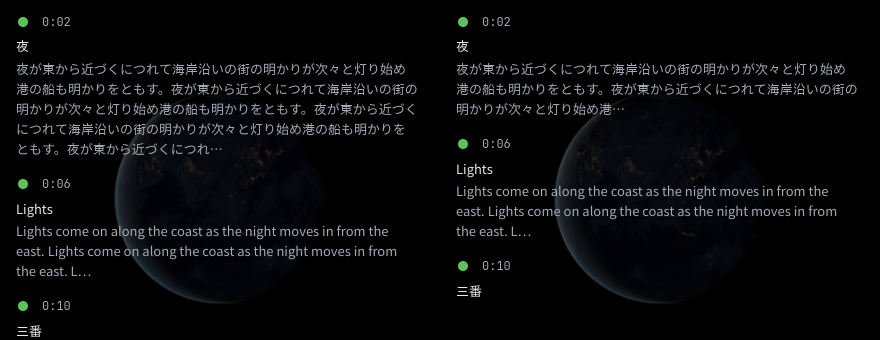 0:02
夜
夜が東から近づくにつれて海岸沿いの街の明かりが次々と灯り始め
港の船も明かりをともす。夜が東から近づくにつれて海岸沿いの街の
明かりが次々と灯り始め港の船も明かりをともす。夜が東から近づく
につれて海岸沿いの街の明かりが次々と灯り始め港の船も明かりを
ともす。夜が東から近づくにつれ…
0:06
Lights
Lights come on along the coast as the night moves in from the
east. Lights come on along the coast as the night moves in from
the east. L…
0:10
三番
0:02
夜
夜が東から近づくにつれて海岸沿いの街の明かりが次々と灯り始め
港の船も明かりをともす。夜が東から近づくにつれて海岸沿いの街の
明かりが次々と灯り始め港…
0:06
Lights
Lights come on along the coast as the night moves in from the
east. Lights come on along the coast as the night moves in from
the east. L…
0:10
三番